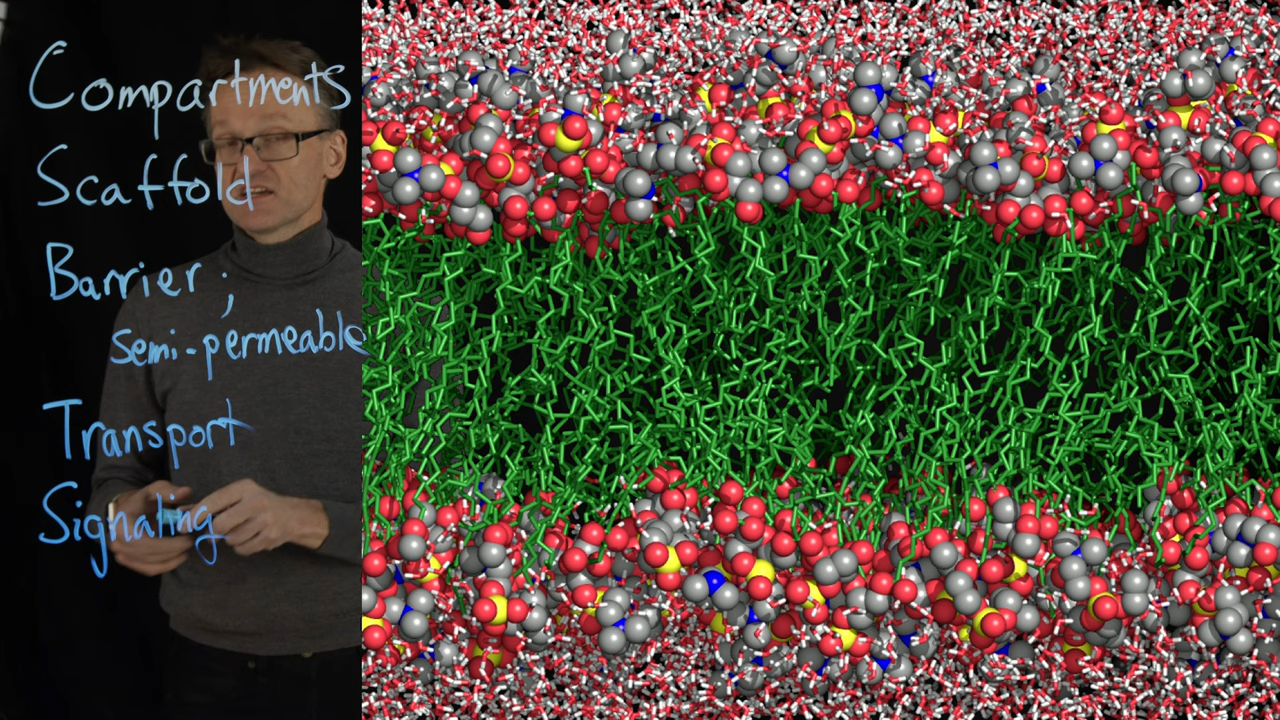 Compartments
Scaffold
Barrier;
semi-permeable
Transport
Signaling